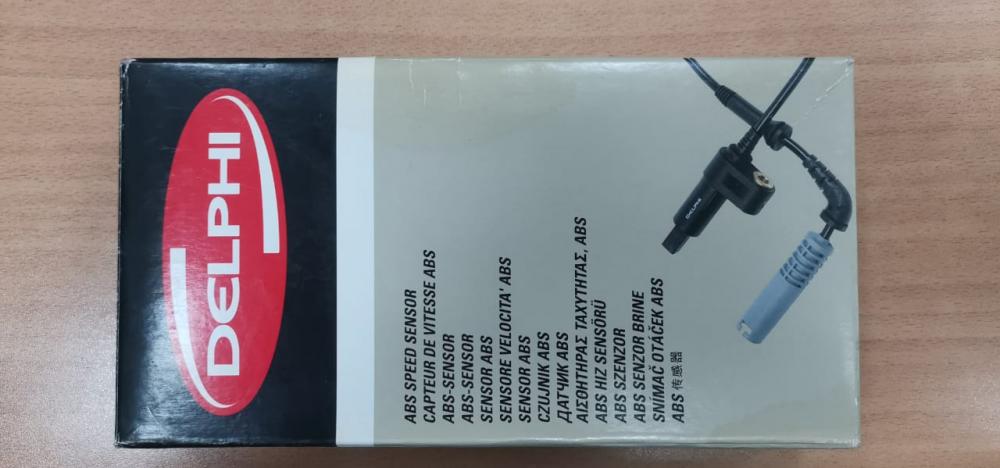 DELPHI
ABS SPEED SENSOR
CAPTEUR DE VITESSE ABS
ABS-SENSOR
ABS-SENSOR
SENSOR ABS
SENSORE VELOCITA' ABS
SENSOR ABS
CZUJNIK ABS
ДАТЧИК ABS
ΑΙΣΘΗΤΗΡΑΣ ΤΑΧΥΤΗΤΑΣ, ABS
ABS HIZ SENSÖRÜ
ABS SZENZOR
ABS SENZOR BRINE
SNÍMAČ OTÁČEK ABS
ABS 传感器
DELPHI